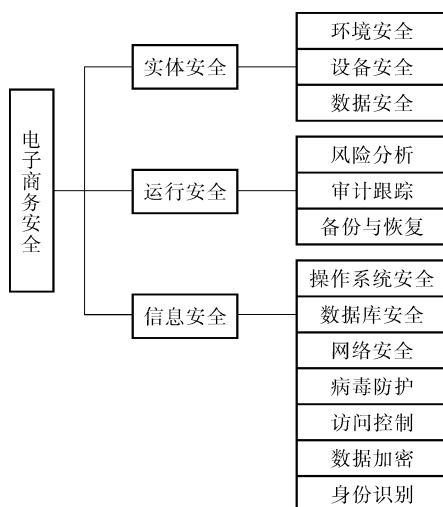 电子商务安全
实体安全
环境安全
设备安全
数据安全
运行安全
风险分析
审计跟踪
备份与恢复
信息安全
操作系统安全
数据库安全
网络安全
病毒防护
访问控制
数据加密
身份识别